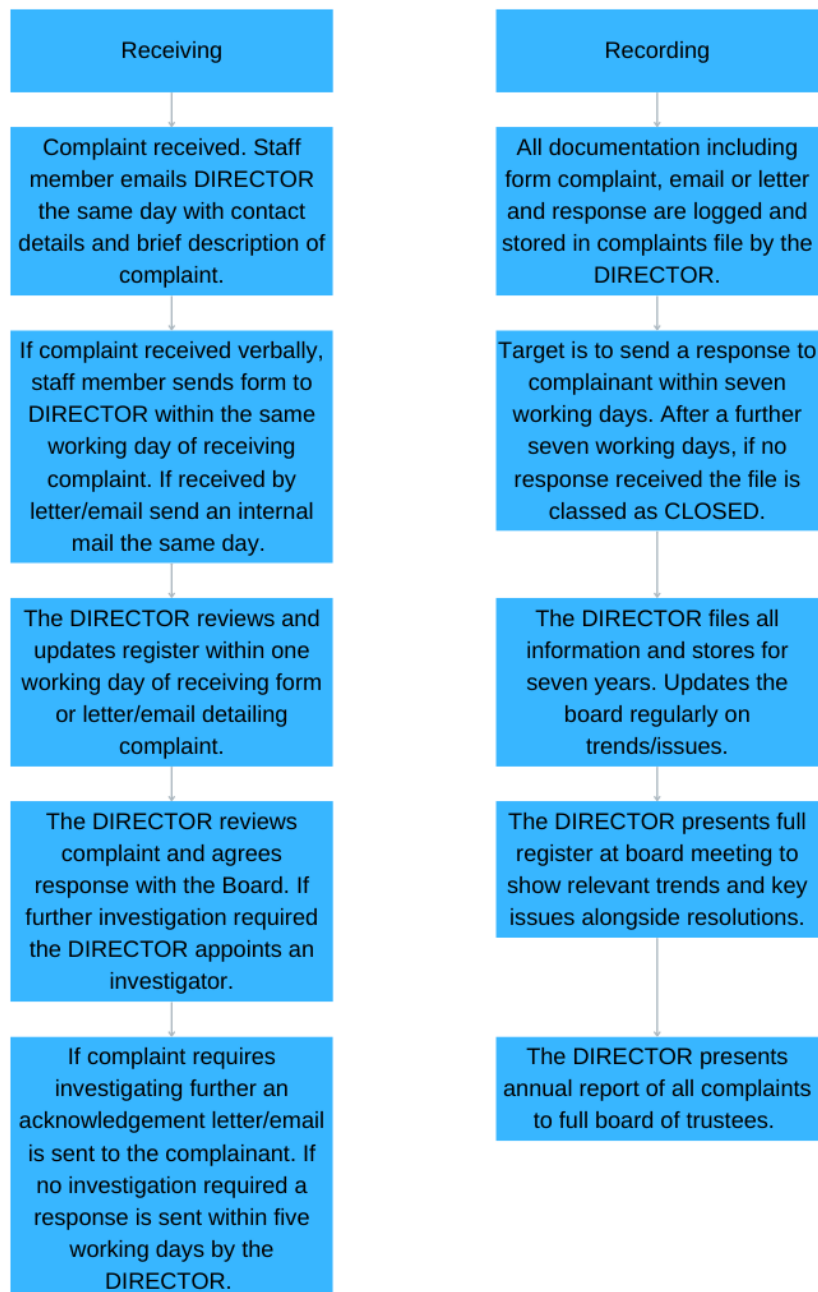 Receiving
Complaint received. Staff
member emails DIRECTOR
the same day with contact
details and brief description of
complaint.
If complaint received verbally,
staff member sends form to
DIRECTOR within the same
working day of receiving
complaint. If received by
letter/email send an internal
mail the same day.
The DIRECTOR reviews and
updates register within one
working day of receiving form
or letter/email detailing
complaint.
The DIRECTOR reviews
complaint and agrees
response with the Board. If
further investigation required
the DIRECTOR appoints an
investigator.
If complaint requires
investigating further an
acknowledgement letter/email
is sent to the complainant. If
no investigation required a
response is sent within five
working days by the
DIRECTOR.
Recording
All documentation including
form complaint, email or letter
and response are logged and
stored in complaints file by the
DIRECTOR.
Target is to send a response to
complainant within seven
working days. After a further
seven working days, if no
response received the file is
classed as CLOSED.
The DIRECTOR files all
information and stores for
seven years. Updates the
board regularly on
trends/issues.
The DIRECTOR presents full
register at board meeting to
show relevant trends and key
issues alongside resolutions.
The DIRECTOR presents
annual report of all complaints
to full board of trustees.